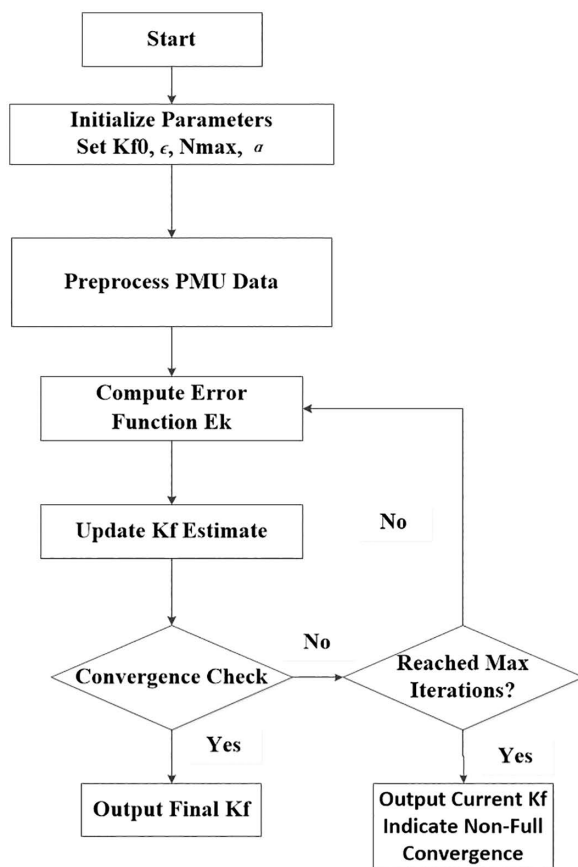 Start
Initialize Parameters
Set Kf0, ϵ, Nmax, a
Preprocess PMU Data
Compute Error
Function Ek
Update Kf Estimate
No
Convergence Check
No
Reached Max
Iterations?
Yes
Yes
Output Final Kf
Output Current Kf
Indicate Non-Full
Convergence